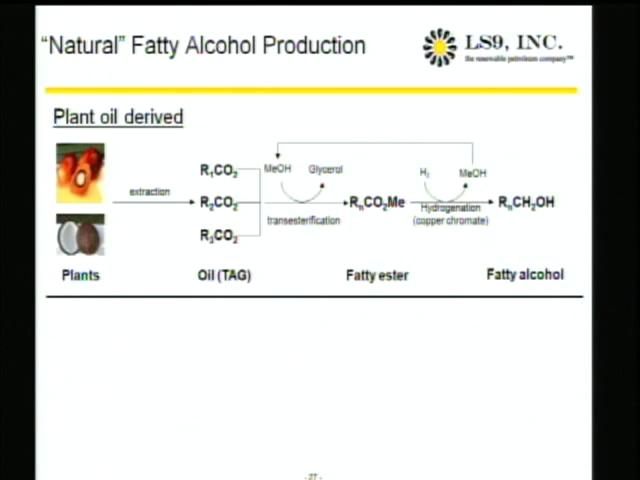 “Natural” Fatty Alcohol Production
LS9, INC.
the renewable petroleum company™
Plant oil derived
R₁CO₂
MeOH
Glycerol
H₂
MeOH
extraction
R₂CO₂
transesterification
RₙCO₂Me
Hydrogenation
(copper chromate)
RₙCH₂OH
R₃CO₂
Plants
Oil (TAG)
Fatty ester
Fatty alcohol
- 27 -